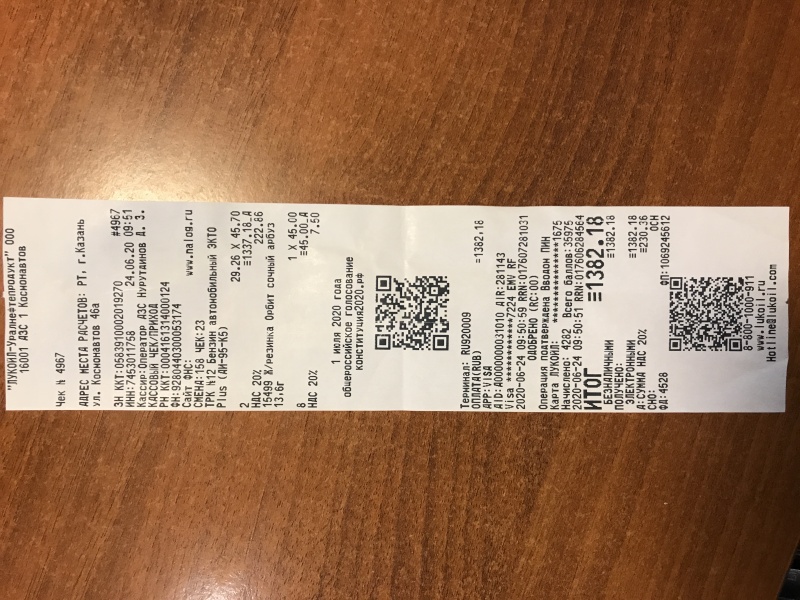 "ЛУКОЙЛ-Уралнефтепродукт" ООО
16001 АЗС 1 Космонавтов
Чек № 4967
АДРЕС МЕСТА РАСЧЕТОВ: РТ, г.Казань
ул. Космонавтов 46а
#4967
ЗН ККТ:0583910002019270
ИНН:7453011758 24.06.20 09:51
Кассир:Оператор АЗС Нурутдинов А. З.
КАССОВЫЙ ЧЕК/ПРИХОД
РН ККТ:0004161314000124
ФН:9280440300063174
Сайт ФНС: www.nalog.ru
СМЕНА:159 ЧЕК:23
ТРК №12 Бензин автомобильный ЭКТО
Plus (АИ-95-К5)
29.26 X 45.70
2 ≡1337.18_А
НДС 20% 222.86
15499 Ж/резинка Орбит сочный арбуз
13.6г
1 X 45.00
8 ≡45.00_А
НДС 20% 7.50
1 июля 2020 года
общероссийское голосование
конституция2020.рф
Терминал: RU920009
ОПЛАТА(RUB) =1382.18
APP:VISA
AID:A0000000031010 AIR:281143
Visa ************7224 EMV RF
2020-06-24 09:50:59 RRN:017607281031
ОДОБРЕНО (RC:00)
Операция подтверждена Вводом ПИН
Карта ЛУКОЙЛ: **************1675
Начислено: 4282 Всего баллов:35975
2020-06-24 09:50:51 RRN:017606284564
ИТОГ ≡1382.18
БЕЗНАЛИЧНЫМИ ≡1382.18
ПОЛУЧЕНО:
ЭЛЕКТРОННЫМИ ≡1382.18
А:СУММА НДС 20% ≡230.36
СНО: ОСН
ФД:4528 ФП:1069245612
www.lukoil.ru
8-800-1000-911
Hotline@lukoil.com